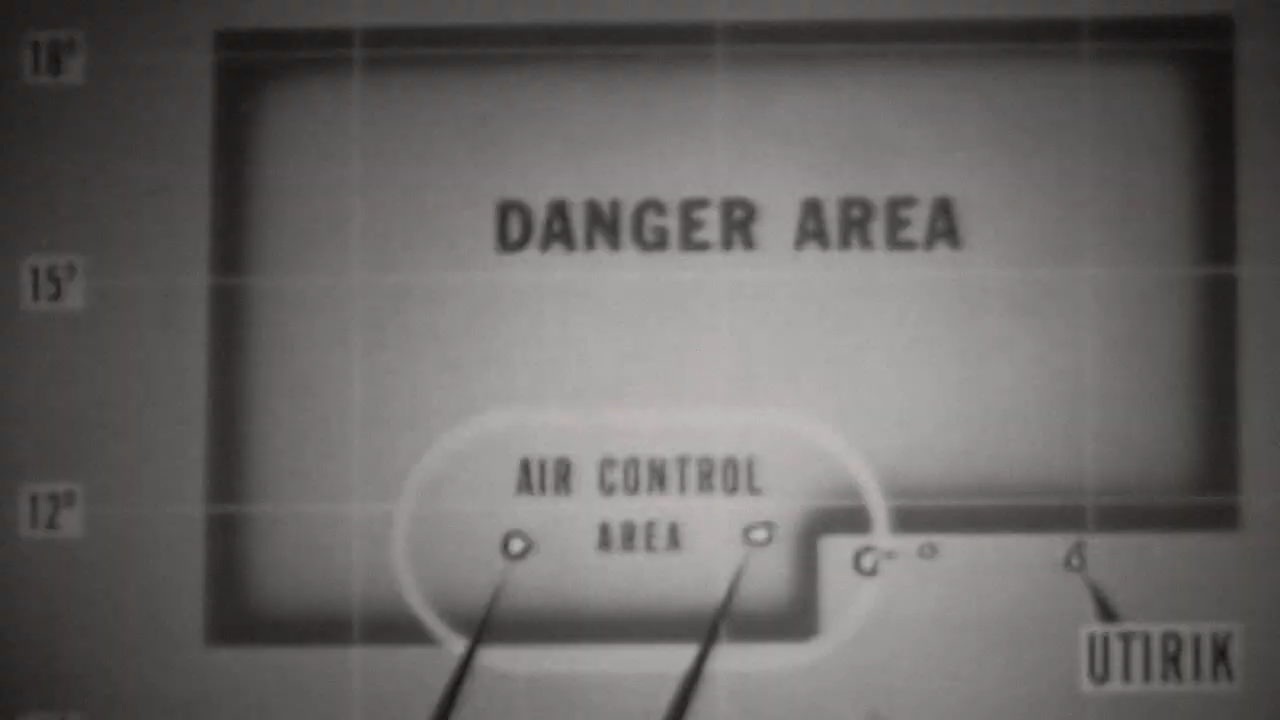 18°
DANGER AREA
15°
AIR CONTROL
AREA
12°
UTIRIK